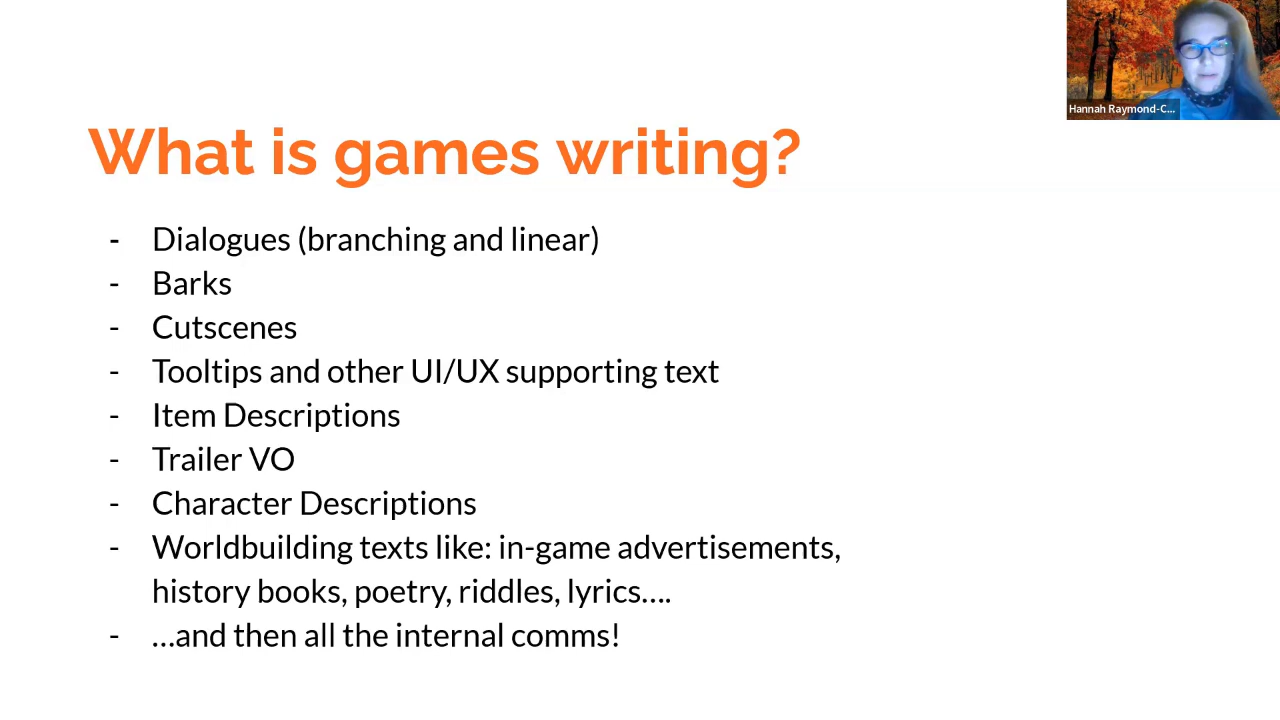 Hannah Raymond-C...
What is games writing?
- Dialogues (branching and linear)
- Barks
- Cutscenes
- Tooltips and other UI/UX supporting text
- Item Descriptions
- Trailer VO
- Character Descriptions
- Worldbuilding texts like: in-game advertisements,
history books, poetry, riddles, lyrics....
- ...and then all the internal comms!